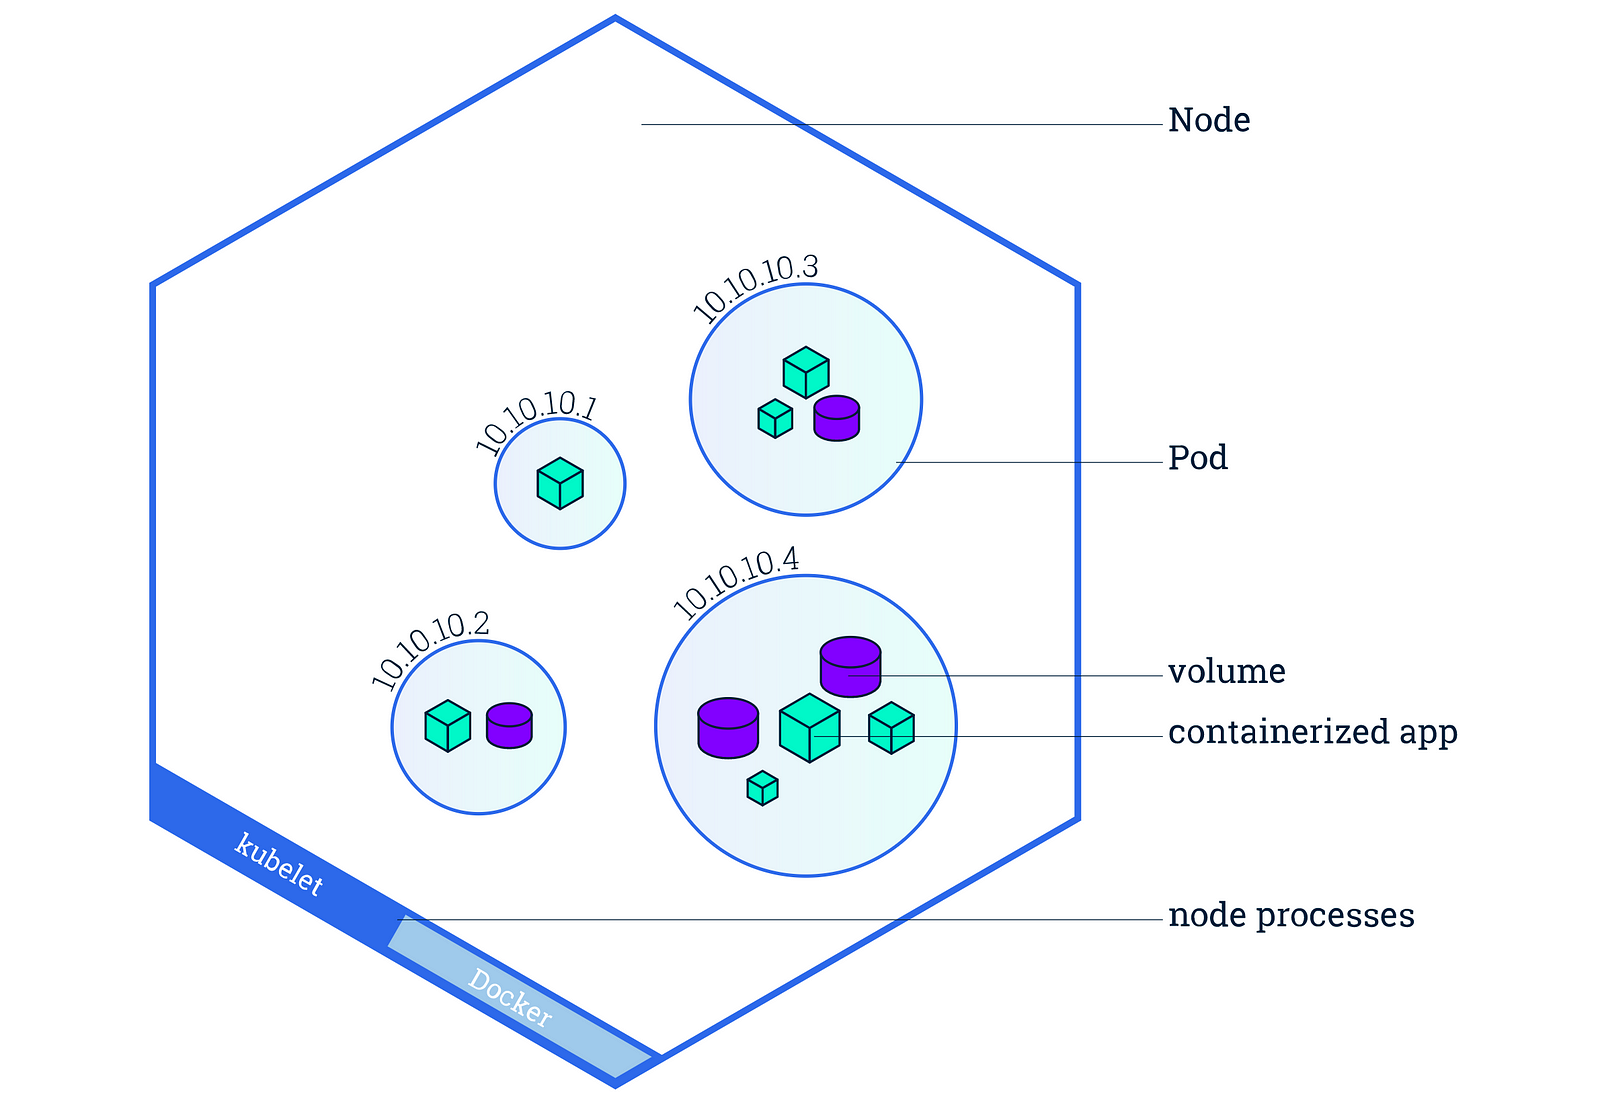 Node
10.10.10.3
10.10.10.1
Pod
10.10.10.4
10.10.10.2
volume
containerized app
kubelet
node processes
Docker